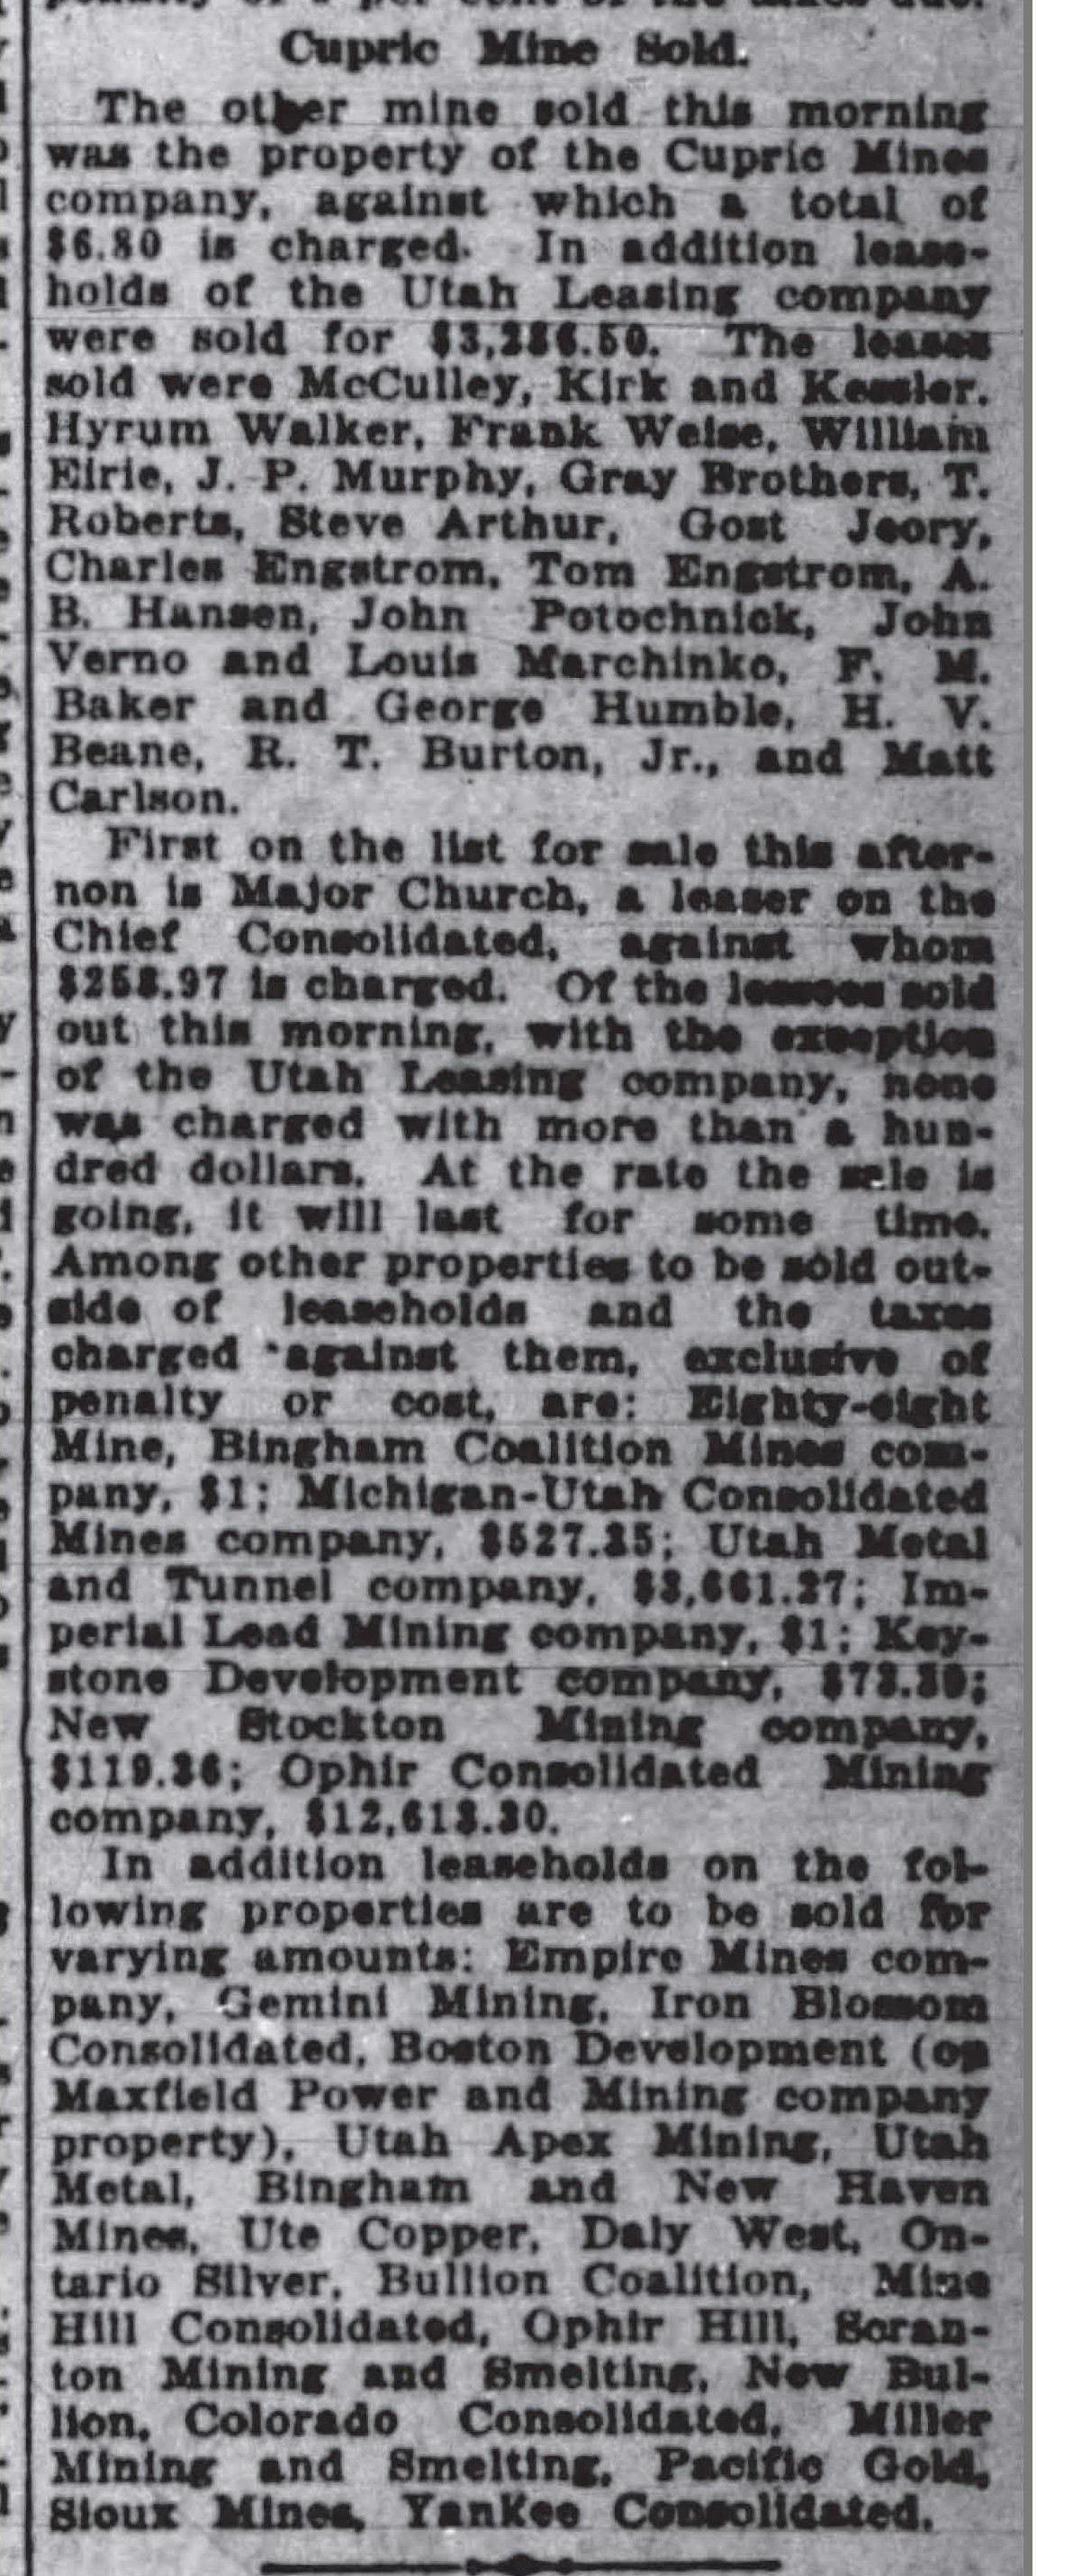 Cupric Mine Sold.
The other mine sold this morning
was the property of the Cupric Mines
company, against which a total of
$6.80 is charged. In addition lease-
holds of the Utah Leasing company
were sold for $3,286.50. The leases
sold were McCulley, Kirk and Kessler.
Hyrum Walker, Frank Weise, William
Eirie, J. P. Murphy, Gray Brothers, T.
Roberts, Steve Arthur, Gost Jeory,
Charles Engstrom, Tom Engstrom, A.
B. Hansen, John Potochnick, John
Verno and Louis Marchinko, F. M.
Baker and George Humble, H. V.
Beane, R. T. Burton, Jr., and Matt
Carlson.
First on the list for sale this after-
non is Major Church, a leaser on the
Chief Consolidated, against whom
$258.97 is charged. Of the sold
out this morning, with the exception
of the Utah Leasing company, none
was charged with more than a hun-
dred dollars. At the rate the sale is
going, it will last for some time.
Among other properties to be sold out-
side of leaseholds and the taxes
charged against them, exclusive of
penalty or cost, are: Eighty-eight
Mine, Bingham Coalition Mines com-
pany, $1; Michigan-Utah Consolidated
Mines company, Utah Metal
and Tunnel company, $3,661.27; Im-
perial Lead Mining company, $1; Key-
stone Development company,
New Stockton Mining company,
$119.36; Ophir Consolidated Mining
company,
In addition leaseholds on the fol-
lowing properties are to be sold for
varying amounts: Empire Mines com-
pany, Gemini Mining, Iron Blossom
Consolidated, Boston Development (on
Maxfield Power and Mining company
property), Utah Apex Mining, Utah
Metal, Bingham and New Haven
Mines, Ute Copper, Daly West, On-
tario Silver, Bullion Coalition, Mine
Hill Consolidated, Ophir Hill, Scran-
ton Mining and Smelting, New Bul-
lion, Colorado Consolidated, Miller
Mining and Smelting, Pacific Gold,
Sioux Mines, Yankee Consolidated.